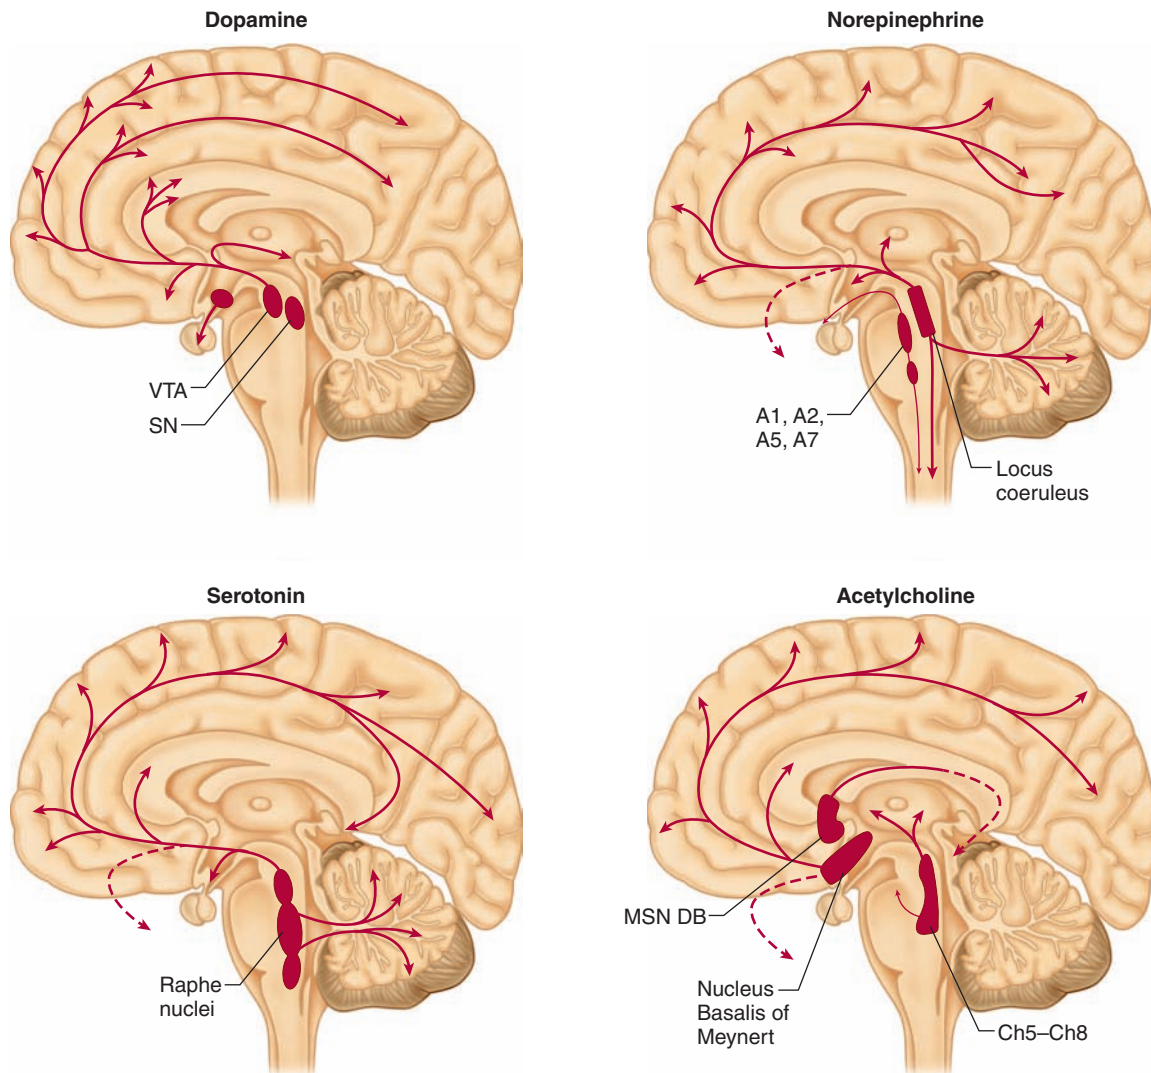 Dopamine
Norepinephrine
VTA
SN
A1, A2,
A5, A7
Locus
coeruleus
Serotonin
Acetylcholine
Raphe
nuclei
MSN DB
Nucleus
Basalis of
Meynert
Ch5–Ch8